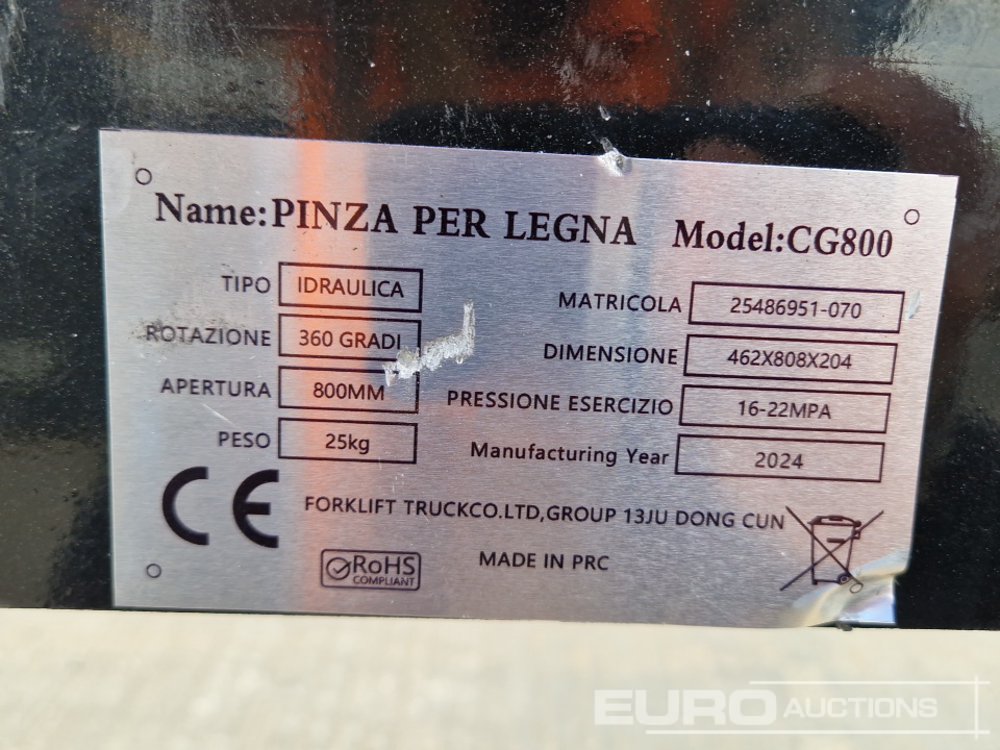 Name:PINZA PER LEGNA Model:CG800
TIPO IDRAULICA
ROTAZIONE 360 GRADI
APERTURA 800MM
PESO 25kg
MATRICOLA 25486951-070
DIMENSIONE 462X808X204
PRESSIONE ESERCIZIO 16-22MPA
Manufacturing Year 2024
CE FORKLIFT TRUCKCO.LTD,GROUP 13JU DONG CUN
RoHS
COMPLIANT
MADE IN PRC
EURO AUCTIONS